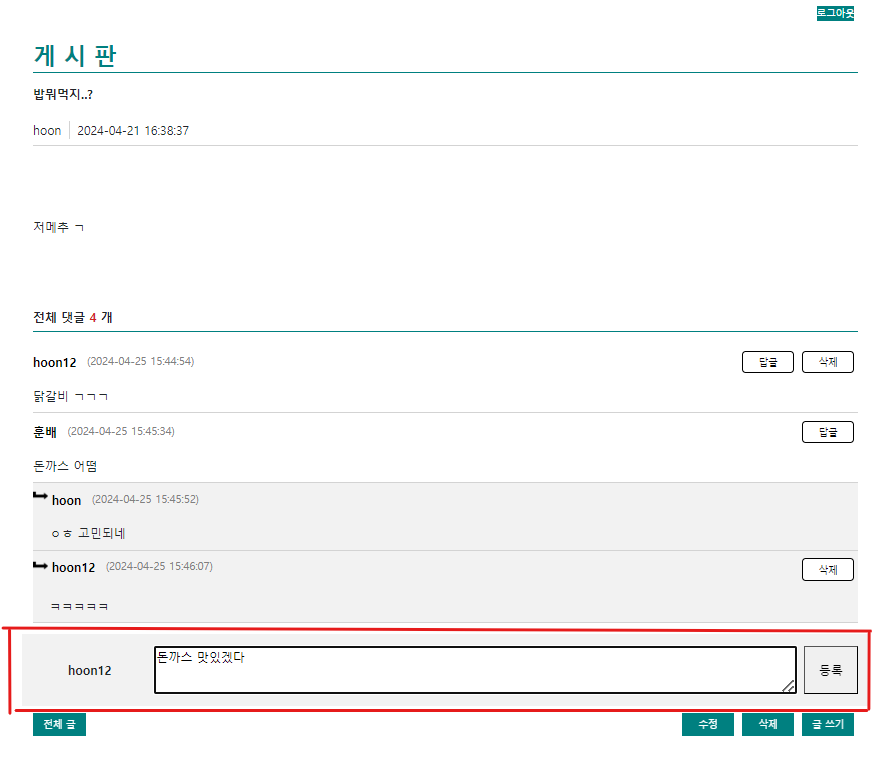 로그아웃
게 시 판
밥뭐먹지..?
hoon 2024-04-21 16:38:37
저메추 ㄱ
전체 댓글 4 개
hoon12 (2024-04-25 15:44:54) 답글 삭제
닭갈비 ㄱㄱㄱ
훈배 (2024-04-25 15:45:34) 답글
돈까스 어떰
hoon (2024-04-25 15:45:52)
ㅇㅎ 고민되네
hoon12 (2024-04-25 15:46:07) 삭제
ㅋㅋㅋㅋㅋ
hoon12 돈까스 맛있겠다 등록
전체 글 수정 삭제 글 쓰기